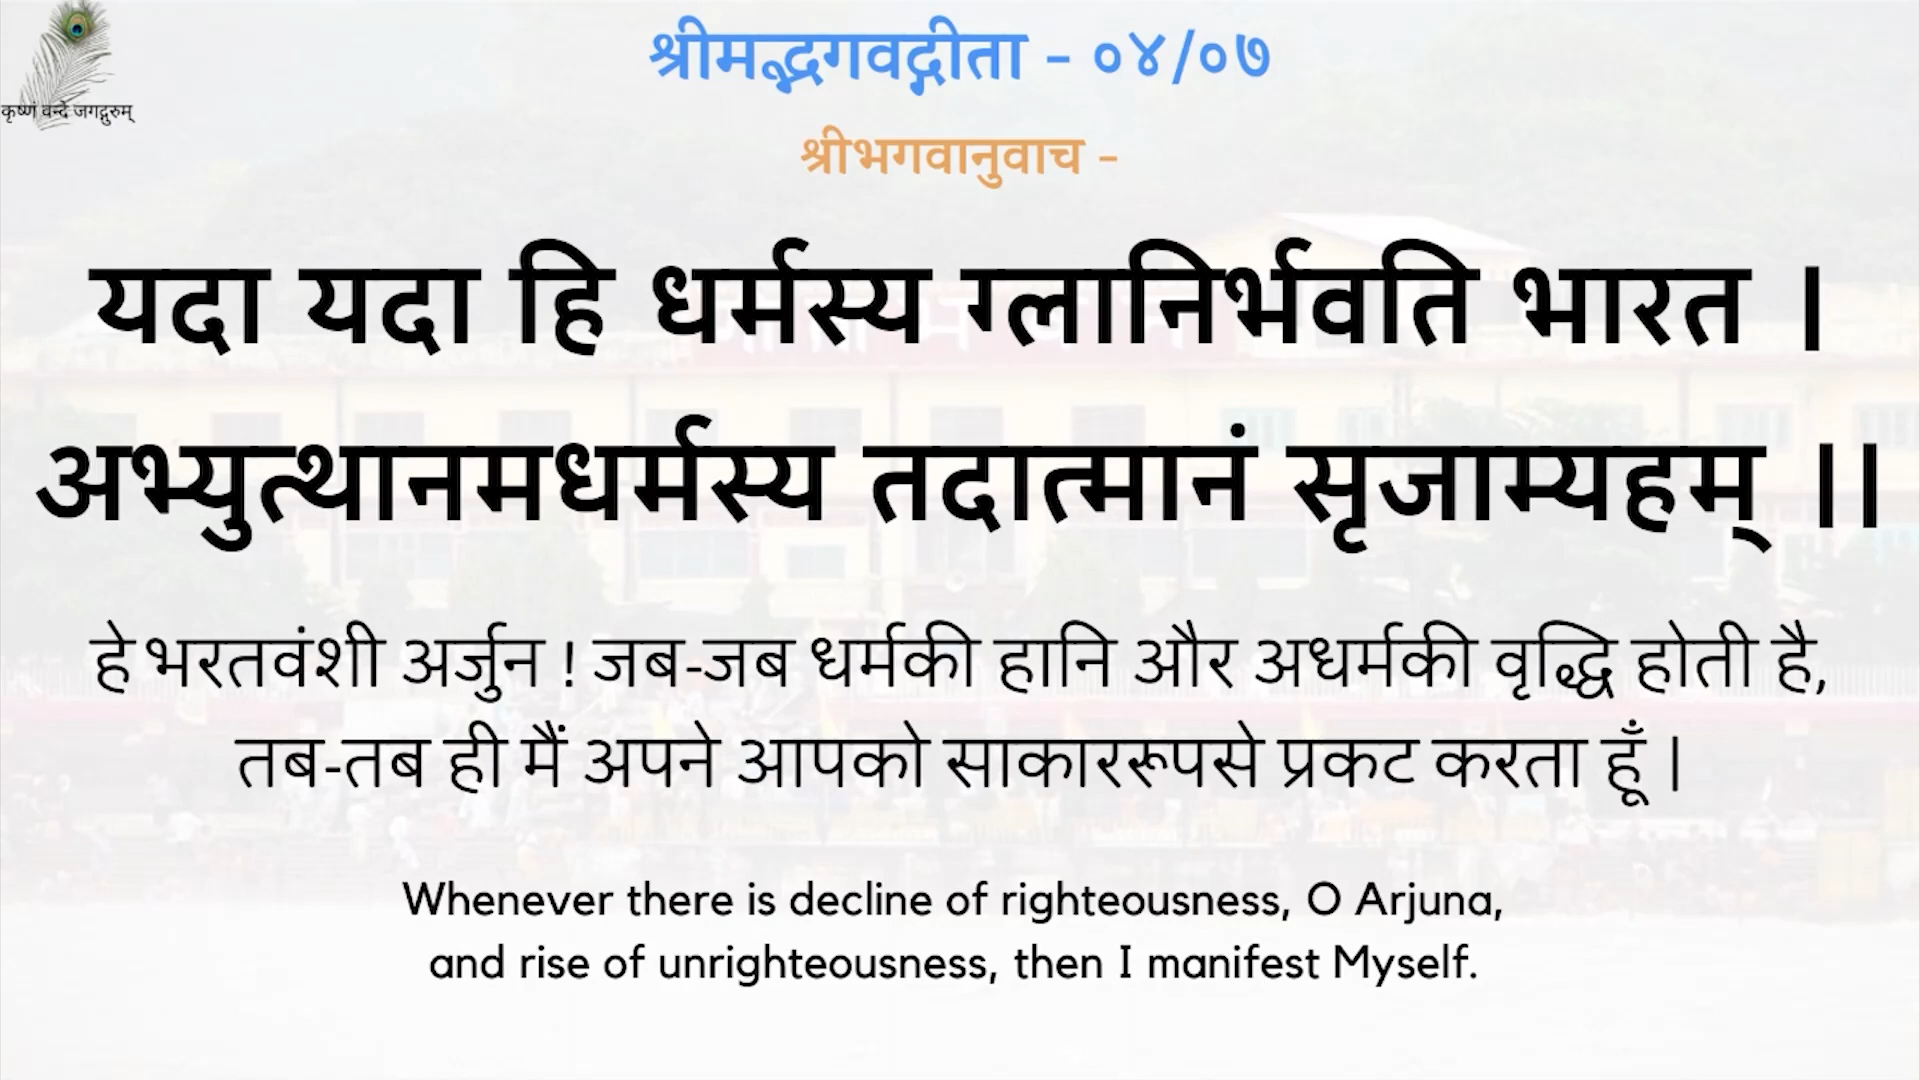 श्रीमद्भगवद्गीता - ०४/०७
कृष्णं वन्दे जगद्गुरुम्
श्रीभगवानुवाच -
यदा यदा हि धर्मस्य ग्लानिर्भवति भारत ।
अभ्युत्थानमधर्मस्य तदात्मानं सृजाम्यहम् ।।
हे भरतवंशी अर्जुन ! जब-जब धर्मकी हानि और अधर्मकी वृद्धि होती है,
तब-तब ही मैं अपने आपको साकाररूपसे प्रकट करता हूँ |
Whenever there is decline of righteousness, O Arjuna,
and rise of unrighteousness, then I manifest Myself.